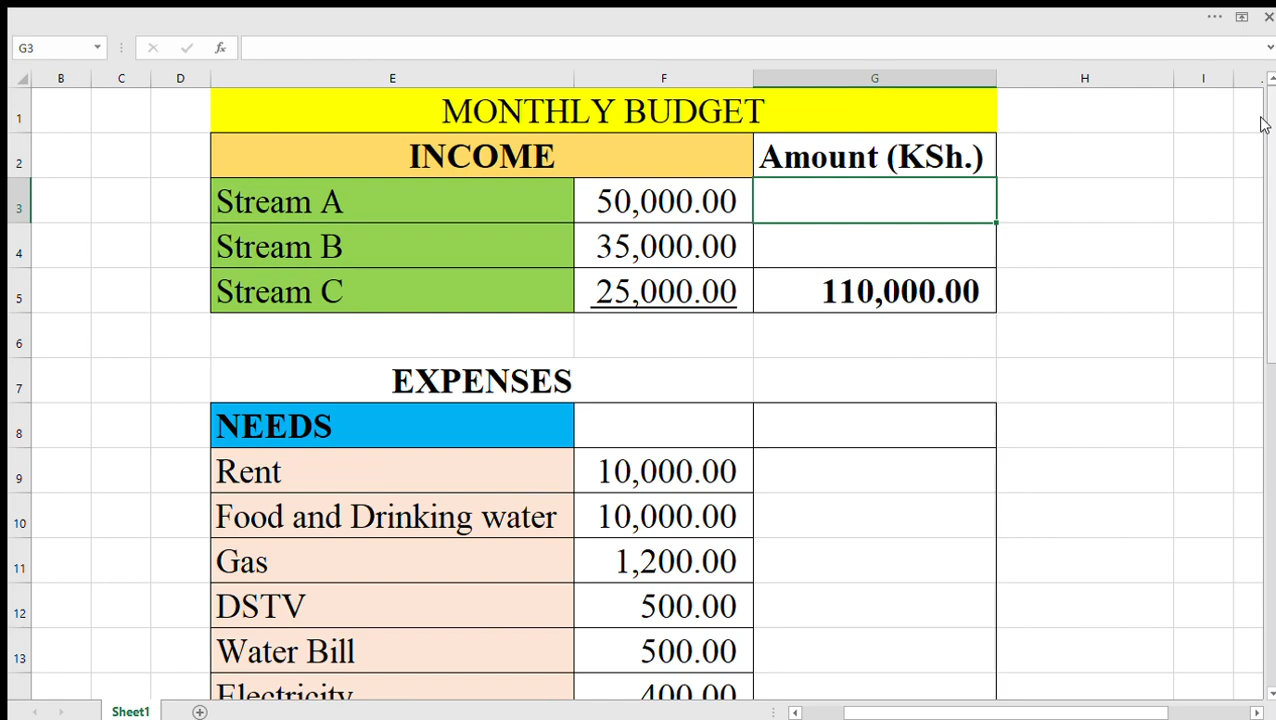 G3
fx
B C D E F G H I
1 MONTHLY BUDGET
2 INCOME Amount (KSh.)
3 Stream A 50,000.00
4 Stream B 35,000.00
5 Stream C 25,000.00 110,000.00
6
7 EXPENSES
8 NEEDS
9 Rent 10,000.00
10 Food and Drinking water 10,000.00
11 Gas 1,200.00
12 DSTV 500.00
13 Water Bill 500.00
Electricity 400.00
Sheet1